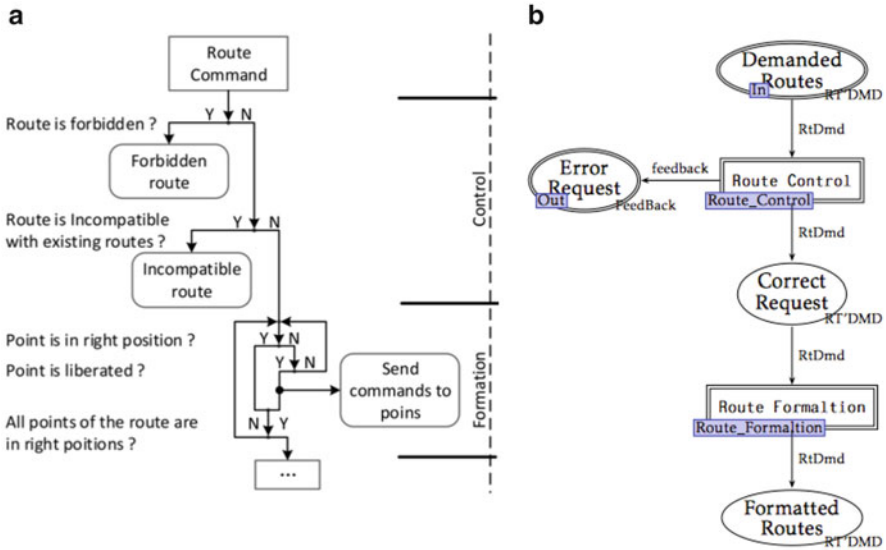 a
Route
Command
Y N
Route is forbidden ?
Forbidden
route
Route is Incompatible
with existing routes ?
Y N
Incompatible
route
Control
Point is in right position ?
Y N
Point is liberated ?
Y N
Send
commands to
poins
All points of the route are
in right poitions ?
N Y
...
Formation
b
Demanded
Routes
In
RT'DMD
RtDmd
Error
Request
Out
FeedBack
feedback
Route Control
Route_Control
RtDmd
Correct
Request
RT'DMD
RtDmd
Route Formaltion
Route_Formaltion
RtDmd
Formatted
Routes
RT'DMD